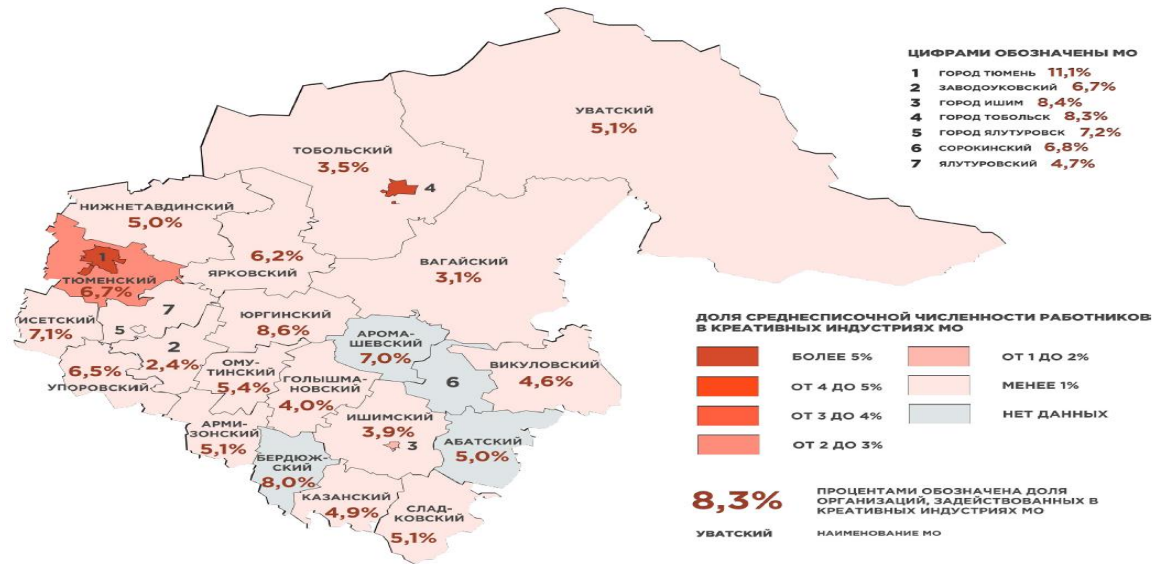 ЦИФРАМИ ОБОЗНАЧЕНЫ МО
1 ГОРОД ТЮМЕНЬ 11,1%
2 ЗАВОДОУКОВСКИЙ 6,7%
3 ГОРОД ИШИМ 8,4%
4 ГОРОД ТОБОЛЬСК 8,3%
5 ГОРОД ЯЛУТУРОВСК 7,2%
6 СОРОКИНСКИЙ 6,8%
7 ЯЛУТУРОВСКИЙ 4,7%
УВАТСКИЙ
5,1%
ТОБОЛЬСКИЙ
3,5%
4
НИЖНЕТАВДИНСКИЙ
5,0%
1
ТЮМЕНСКИЙ
6,7%
6,2%
ЯРКОВСКИЙ
ВАГАЙСКИЙ
3,1%
7
ИСЕТСКИЙ
7,1%
5
ЮРГИНСКИЙ
8,6%
АРОМА-
ШЕВСКИЙ
7,0%
2
2,4%
6,5%
УПОРОВСКИЙ
ОМУ-
ТИНСКИЙ
5,4%
ГОЛЫШМА-
НОВСКИЙ
4,0%
6
ВИКУЛОВСКИЙ
4,6%
ИШИМСКИЙ
3,9%
3
АРМИ-
ЗОНСКИЙ
5,1%
АБАТСКИЙ
5,0%
БЕРДЮЖ-
СКИЙ
8,0%
КАЗАНСКИЙ
4,9%
СЛАД-
КОВСКИЙ
5,1%
ДОЛЯ СРЕДНЕСПИСОЧНОЙ ЧИСЛЕННОСТИ РАБОТНИКОВ
В КРЕАТИВНЫХ ИНДУСТРИЯХ МО
БОЛЕЕ 5%
ОТ 4 ДО 5%
ОТ 3 ДО 4%
ОТ 2 ДО 3%
ОТ 1 ДО 2%
МЕНЕЕ 1%
НЕТ ДАННЫХ
8,3%
ПРОЦЕНТАМИ ОБОЗНАЧЕНА ДОЛЯ
ОРГАНИЗАЦИЙ, ЗАДЕЙСТВОВАННЫХ В
КРЕАТИВНЫХ ИНДУСТРИЯХ МО
УВАТСКИЙ НАИМЕНОВАНИЕ МО